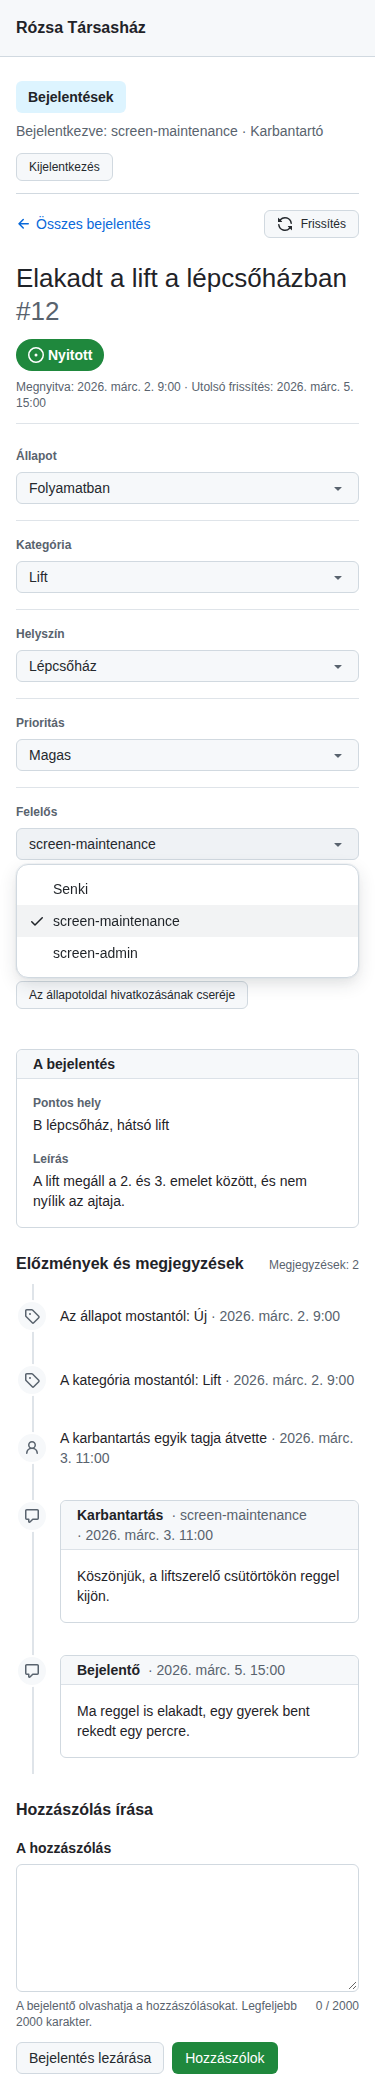 Rózsa Társasház
Bejelentések
Bejelentkezve: screen-maintenance · Karbantartó
Kijelentkezés
Összes bejelentés
Frissítés
Elakadt a lift a lépcsőházban
#12
Nyitott
Megnyitva: 2026. márc. 2. 9:00 · Utolsó frissítés: 2026. márc. 5.
15:00
Állapot
Folyamatban
Kategória
Lift
Helyszín
Lépcsőház
Prioritás
Magas
Felelős
screen-maintenance
Senki
screen-maintenance
screen-admin
Az állapotoldal hivatkozásának cseréje
A bejelentés
Pontos hely
B lépcsőház, hátsó lift
Leírás
A lift megáll a 2. és 3. emelet között, és nem
nyílik az ajtaja.
Előzmények és megjegyzések
Megjegyzések: 2
Az állapot mostantól: Új · 2026. márc. 2. 9:00
A kategória mostantól: Lift · 2026. márc. 2. 9:00
A karbantartás egyik tagja átvette · 2026. márc.
3. 11:00
Karbantartás · screen-maintenance
· 2026. márc. 3. 11:00
Köszönjük, a liftszerelő csütörtökön reggel
kijön.
Bejelentő · 2026. márc. 5. 15:00
Ma reggel is elakadt, egy gyerek bent
rekedt egy percre.
Hozzászólás írása
A hozzászólás
A bejelentő olvashatja a hozzászólásokat. Legfeljebb
2000 karakter.
0 / 2000
Bejelentés lezárása
Hozzászólok